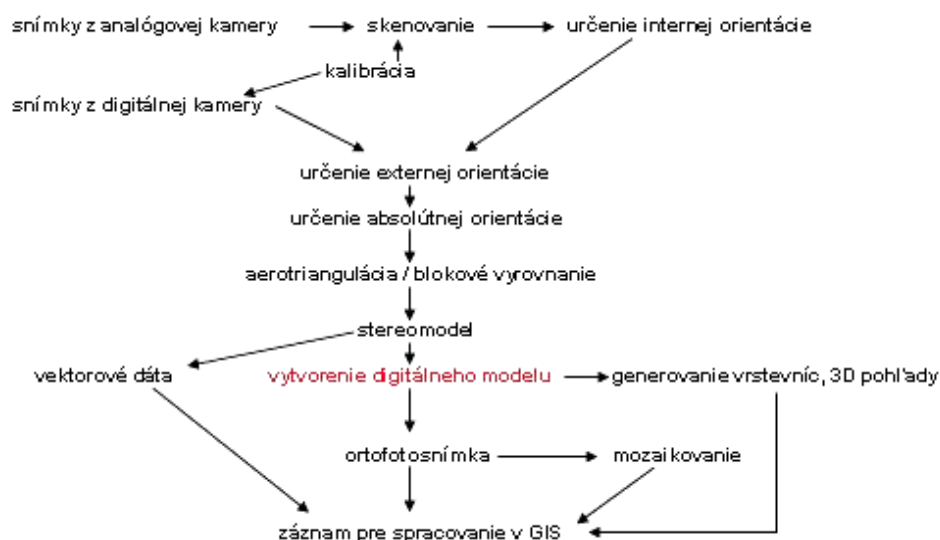 snímky z analógovej kamery skenovanie určenie internej orientácie
kalibrácia
snímky z digitálnej kamery
určenie externej orientácie
určenie absolútnej orientácie
aerotriangulácia / blokové vyrovnanie
stereomodel
vektorové dáta vytvorenie digitálneho modelu generovanie vrstevníc, 3D pohľady
ortofotosnímka mozaikovanie
záznam pre spracovanie v GIS